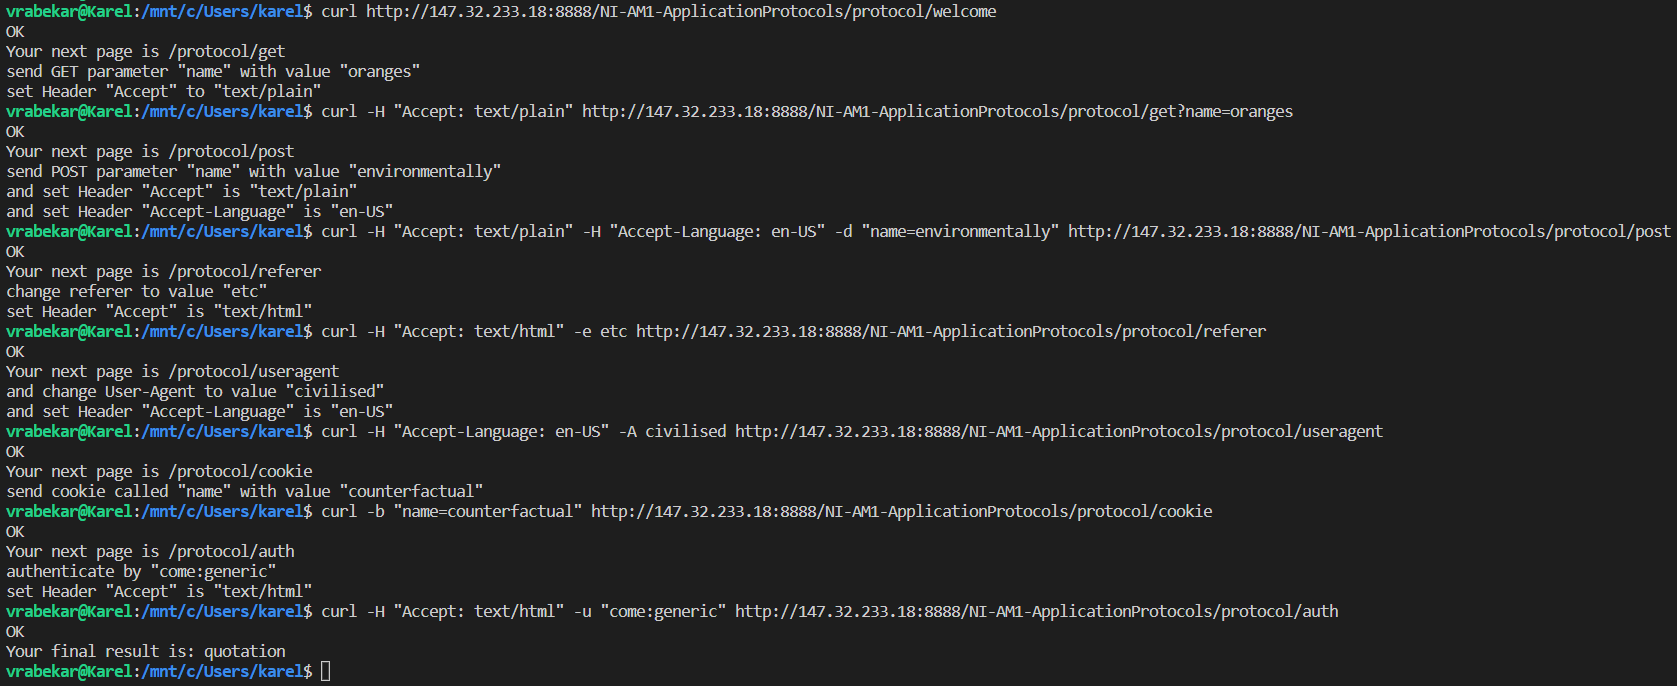 vrabekar@Karel:/mnt/c/Users/karel$ curl http://147.32.233.18:8888/NI-AM1-ApplicationProtocols/protocol/welcome
OK
Your next page is /protocol/get
send GET parameter "name" with value "oranges"
set Header "Accept" to "text/plain"
vrabekar@Karel:/mnt/c/Users/karel$ curl -H "Accept: text/plain" http://147.32.233.18:8888/NI-AM1-ApplicationProtocols/protocol/get?name=oranges
OK
Your next page is /protocol/post
send POST parameter "name" with value "environmentally"
and set Header "Accept" is "text/plain"
and set Header "Accept-Language" is "en-US"
vrabekar@Karel:/mnt/c/Users/karel$ curl -H "Accept: text/plain" -H "Accept-Language: en-US" -d "name=environmentally" http://147.32.233.18:8888/NI-AM1-ApplicationProtocols/protocol/post
OK
Your next page is /protocol/referer
change referer to value "etc"
set Header "Accept" is "text/html"
vrabekar@Karel:/mnt/c/Users/karel$ curl -H "Accept: text/html" -e etc http://147.32.233.18:8888/NI-AM1-ApplicationProtocols/protocol/referer
OK
Your next page is /protocol/useragent
and change User-Agent to value "civilised"
and set Header "Accept-Language" is "en-US"
vrabekar@Karel:/mnt/c/Users/karel$ curl -H "Accept-Language: en-US" -A civilised http://147.32.233.18:8888/NI-AM1-ApplicationProtocols/protocol/useragent
OK
Your next page is /protocol/cookie
send cookie called "name" with value "counterfactual"
vrabekar@Karel:/mnt/c/Users/karel$ curl -b "name=counterfactual" http://147.32.233.18:8888/NI-AM1-ApplicationProtocols/protocol/cookie
OK
Your next page is /protocol/auth
authenticate by "come:generic"
set Header "Accept" is "text/html"
vrabekar@Karel:/mnt/c/Users/karel$ curl -H "Accept: text/html" -u "come:generic" http://147.32.233.18:8888/NI-AM1-ApplicationProtocols/protocol/auth
OK
Your final result is: quotation
vrabekar@Karel:/mnt/c/Users/karel$